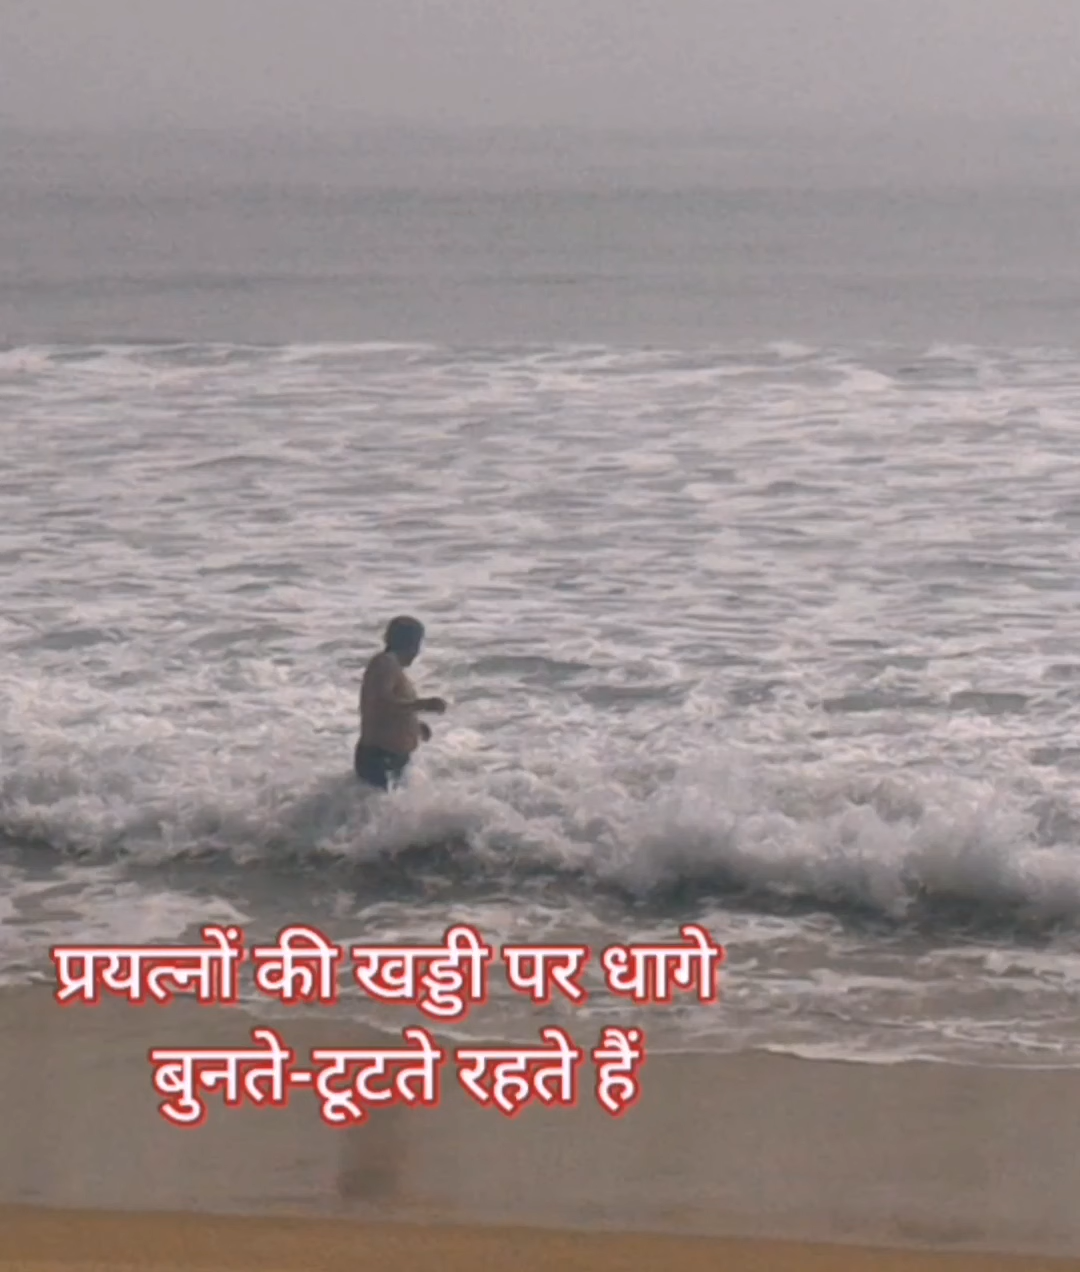 प्रयत्नों की खड्डी पर धागे
बुनते-टूटते रहते हैं